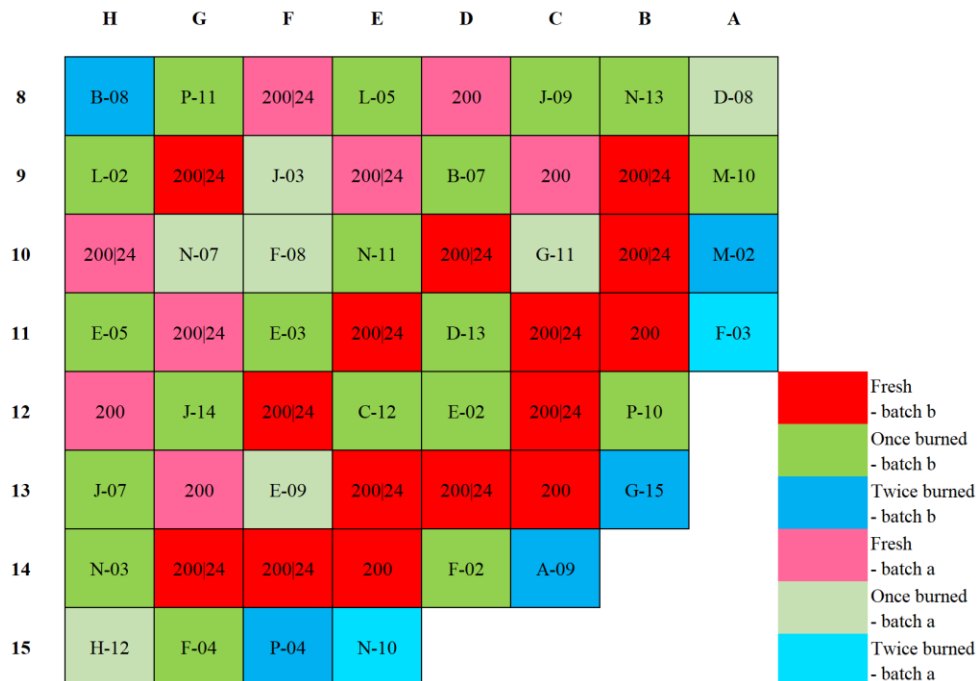 H G F E D C B A
8 B-08 P-11 200|24 L-05 200 J-09 N-13 D-08
9 L-02 200|24 J-03 200|24 B-07 200 200|24 M-10
10 200|24 N-07 F-08 N-11 200|24 G-11 200|24 M-02
11 E-05 200|24 E-03 200|24 D-13 200|24 200 F-03
12 200 J-14 200|24 C-12 E-02 200|24 P-10
13 J-07 200 E-09 200|24 200|24 200 G-15
14 N-03 200|24 200|24 200 F-02 A-09
15 H-12 F-04 P-04 N-10
Fresh
- batch b
Once burned
- batch b
Twice burned
- batch b
Fresh
- batch a
Once burned
- batch a
Twice burned
- batch a